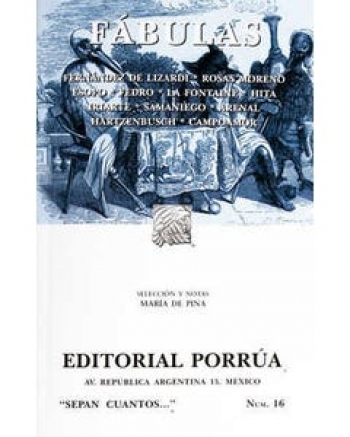 FÁBULAS
FERNÁNDEZ DE LIZARDI • ROSAS MORENO
ESOPO • FEDRO • LA FONTAINE • HITA
IRIARTE • SAMANIEGO • ARENAL
HARTZENBUSCH • CAMPOAMOR
SELECCIÓN Y NOTAS
MARÍA DE PINA
EDITORIAL PORRÚA
AV. REPÚBLICA ARGENTINA 15. MÉXICO
“SEPAN CUANTOS...” NÚM. 16